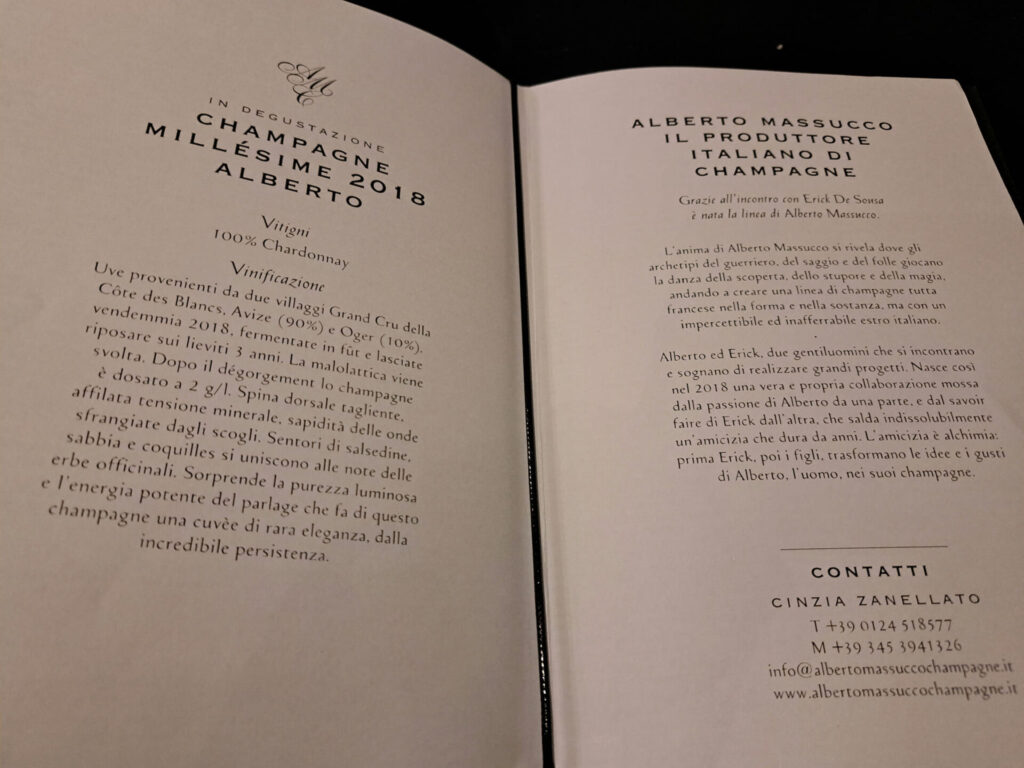 AMC
IN DEGUSTAZIONE
CHAMPAGNE
MILLÉSIME 2018
ALBERTO
Vitigni
100% Chardonnay
Vinificazione
Uve provenienti da due villaggi Grand Cru della
Côte des Blancs, Avize (90%) e Oger (10%),
vendemmia 2018, fermentate in fût e lasciate
riposare sui lieviti 3 anni. La malolattica viene
svolta. Dopo il dégorgement lo champagne
è dosato a 2 g/l. Spina dorsale tagliente,
affilata tensione minerale, sapidità delle onde
sfrangiate dagli scogli. Sentori di salsedine,
sabbia e coquilles si uniscono alle note delle
erbe officinali. Sorprende la purezza luminosa
e l'energia potente del parlage che fa di questo
champagne una cuvèe di rara eleganza, dalla
incredibile persistenza.
ALBERTO MASSUCCO
IL PRODUTTORE
ITALIANO DI
CHAMPAGNE
Grazie all'incontro con Erick De Sousa
è nata la linea di Alberto Massucco.
L'anima di Alberto Massucco si rivela dove gli
archetipi del guerriero, del saggio e del folle giocano
la danza della scoperta, dello stupore e della magia,
andando a creare una linea di champagne tutta
francese nella forma e nella sostanza, ma con un
impercettibile ed inafferrabile estro italiano.
Alberto ed Erick, due gentiluomini che si incontrano
e sognano di realizzare grandi progetti. Nasce così
nel 2018 una vera e propria collaborazione mossa
dalla passione di Alberto da una parte, e dal savoir
faire di Erick dall'altra, che salda indissolubilmente
un'amicizia che dura da anni. L'amicizia è alchimia:
prima Erick, poi i figli, trasformano le idee e i gusti
di Alberto, l'uomo, nei suoi champagne.
CONTATTI
CINZIA ZANELLATO
T +39 0124 518577
M +39 345 3941326
info@albertomassuccochampagne.it
www.albertomassuccochampagne.it